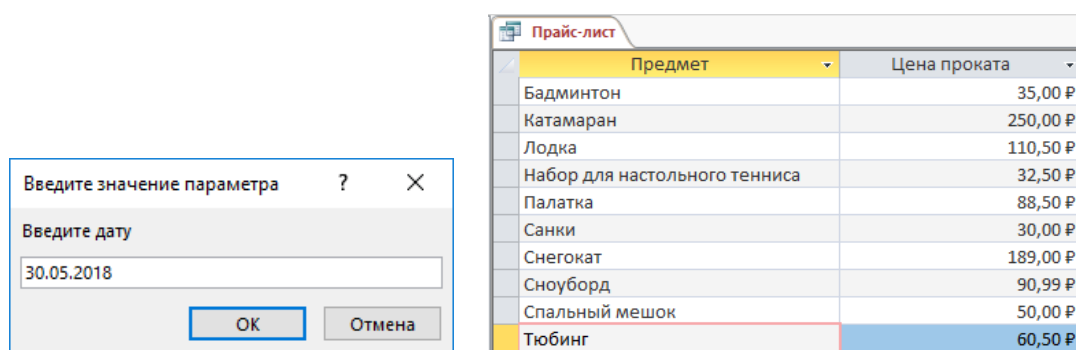 Введите значение параметра ? ×
Введите дату
30.05.2018
ОК Отмена
Прайс-лист
Предмет Цена проката
Бадминтон 35,00 ₽
Катамаран 250,00 ₽
Лодка 110,50 ₽
Набор для настольного тенниса 32,50 ₽
Палатка 88,50 ₽
Санки 30,00 ₽
Снегокат 189,00 ₽
Сноуборд 90,99 ₽
Спальный мешок 50,00 ₽
Тюбинг 60,50 ₽